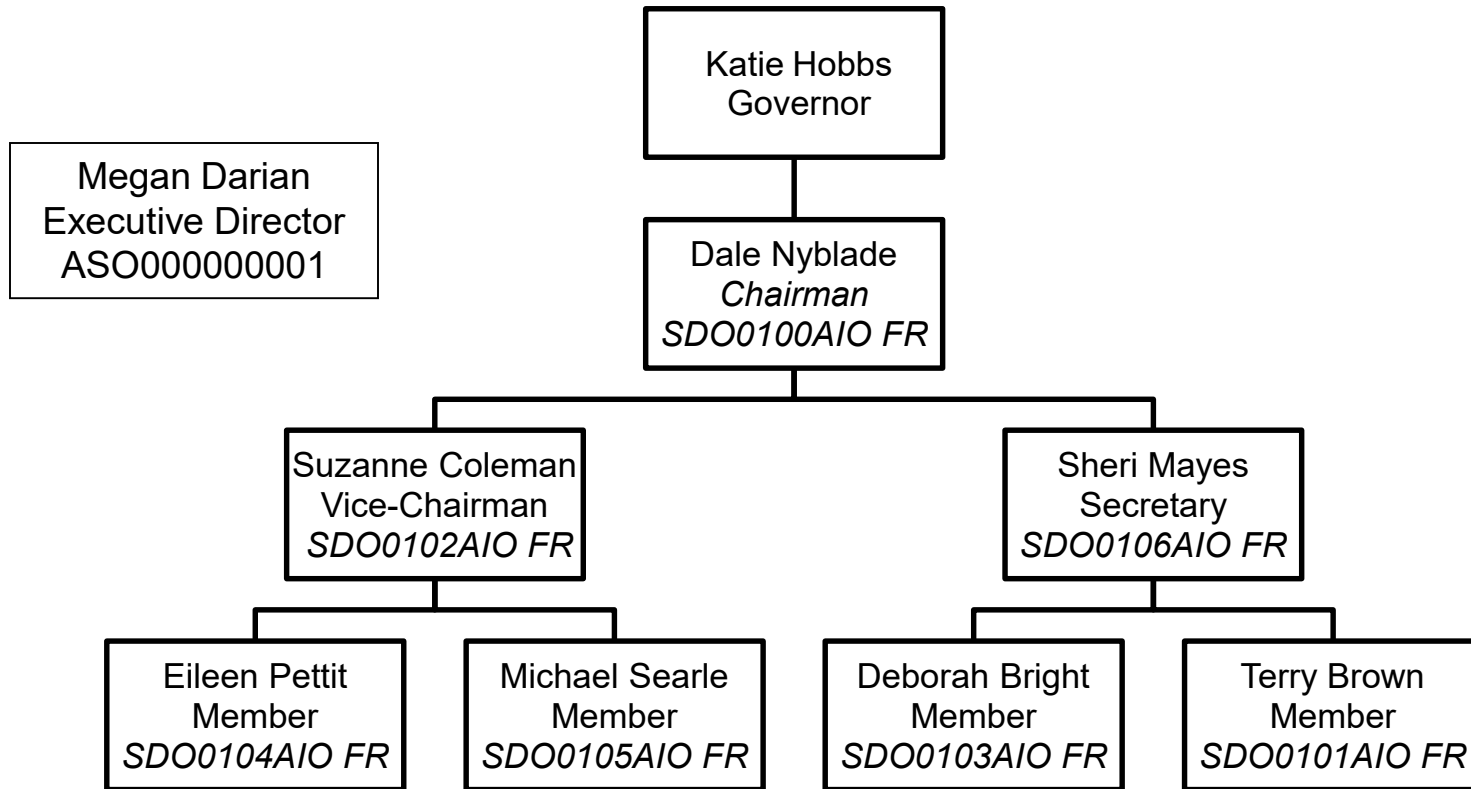 Katie Hobbs
Governor
Megan Darian
Executive Director
ASO000000001
Dale Nyblade
Chairman
SDO0100AIO FR
Suzanne Coleman
Vice-Chairman
SDO0102AIO FR
Sheri Mayes
Secretary
SDO0106AIO FR
Eileen Pettit
Member
SDO0104AIO FR
Michael Searle
Member
SDO0105AIO FR
Deborah Bright
Member
SDO0103AIO FR
Terry Brown
Member
SDO0101AIO FR